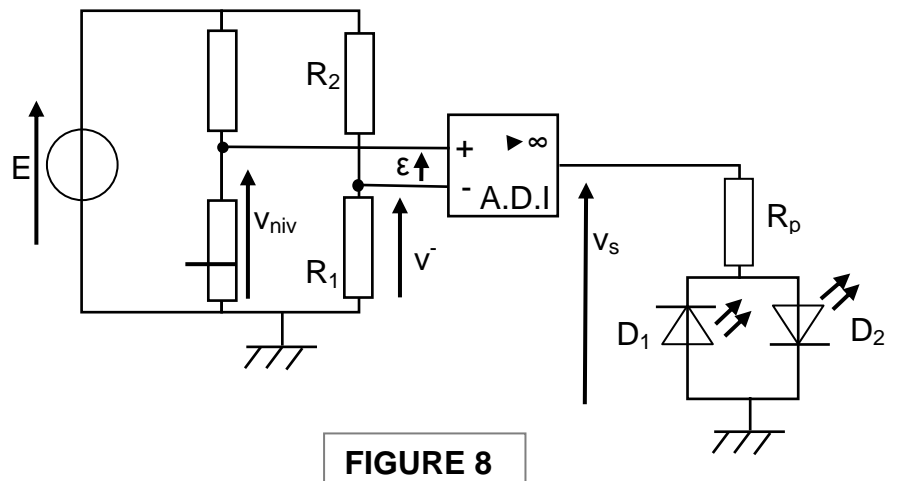 R₂
E
ε
+
▶∞
-
A.D.I
vₙᵢᵥ
R₁
v⁻
vₛ
Rₚ
D₁
D₂
FIGURE 8